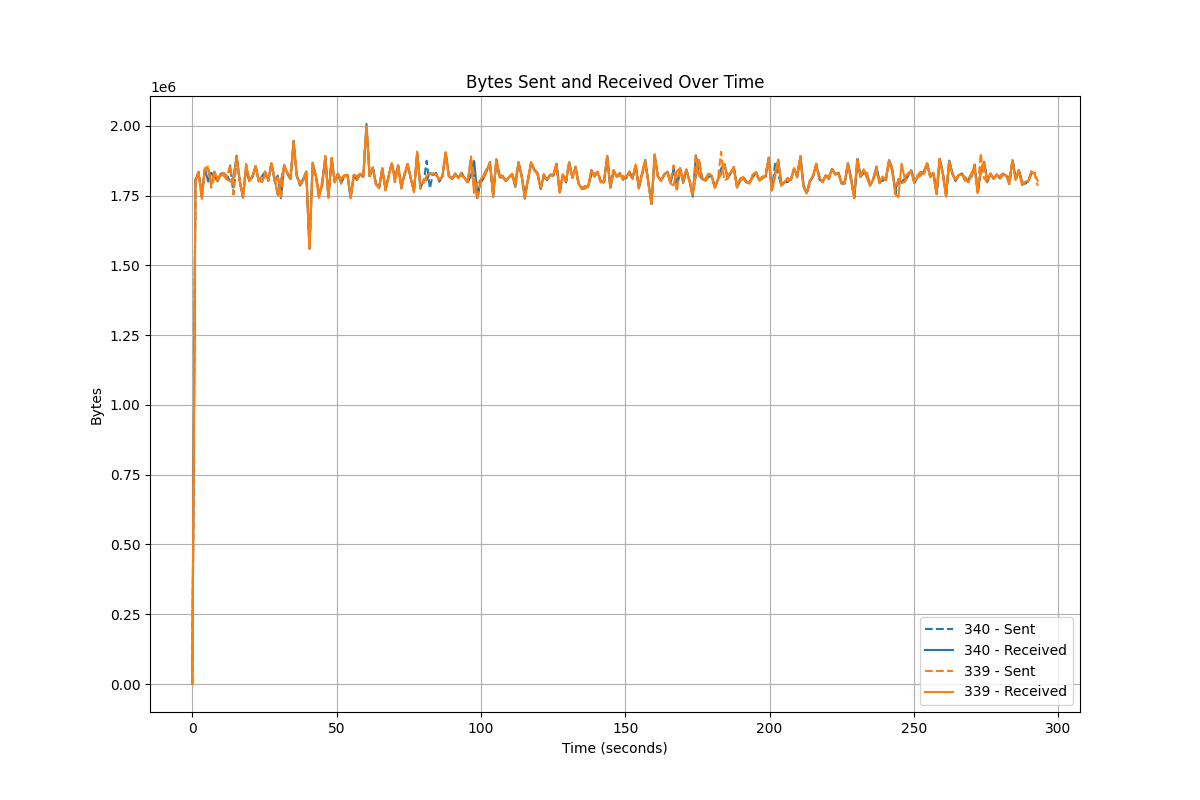 Bytes Sent and Received Over Time
1e6
2.00
1.75
1.50
1.25
1.00
0.75
0.50
0.25
0.00
Bytes
0 50 100 150 200 250 300
Time (seconds)
340 - Sent
340 - Received
339 - Sent
339 - Received